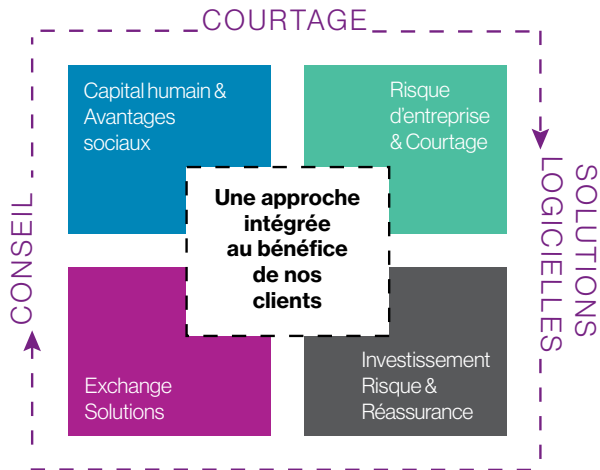 COURTAGE
Capital humain &
Avantages
sociaux
Risque
d'entreprise
& Courtage
Une approche
intégrée
au bénéfice
de nos
clients
CONSEIL
SOLUTIONS
LOGICIELLES
Exchange
Solutions
Investissement
Risque &
Réassurance